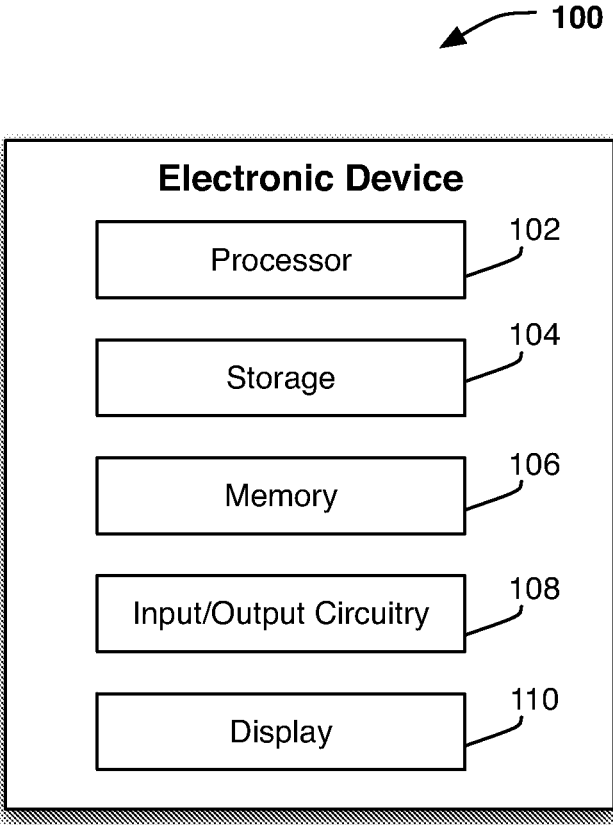 100
Electronic Device
102
Processor
104
Storage
106
Memory
108
Input/Output Circuitry
110
Display